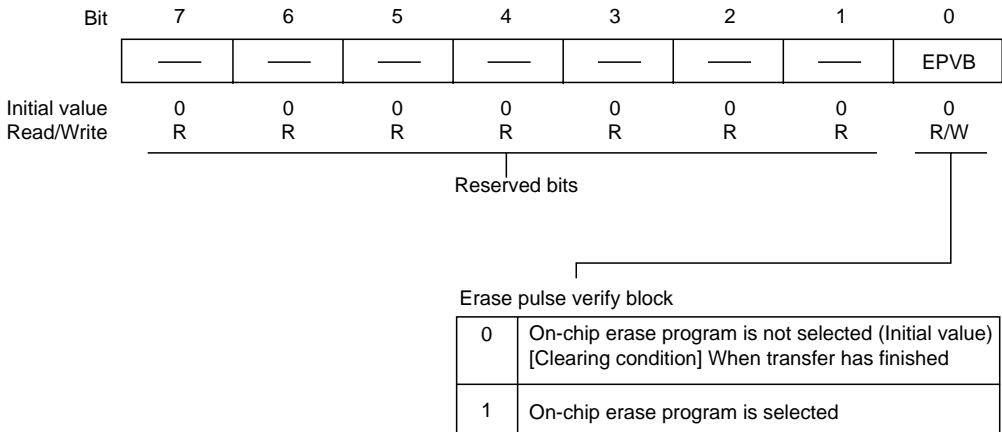 Bit 7 6 5 4 3 2 1 0
— — — — — — — EPVB
Initial value 0 0 0 0 0 0 0 0
Read/Write R R R R R R R R/W
Reserved bits
Erase pulse verify block
0 On-chip erase program is not selected (Initial value)
[Clearing condition] When transfer has finished
1 On-chip erase program is selected